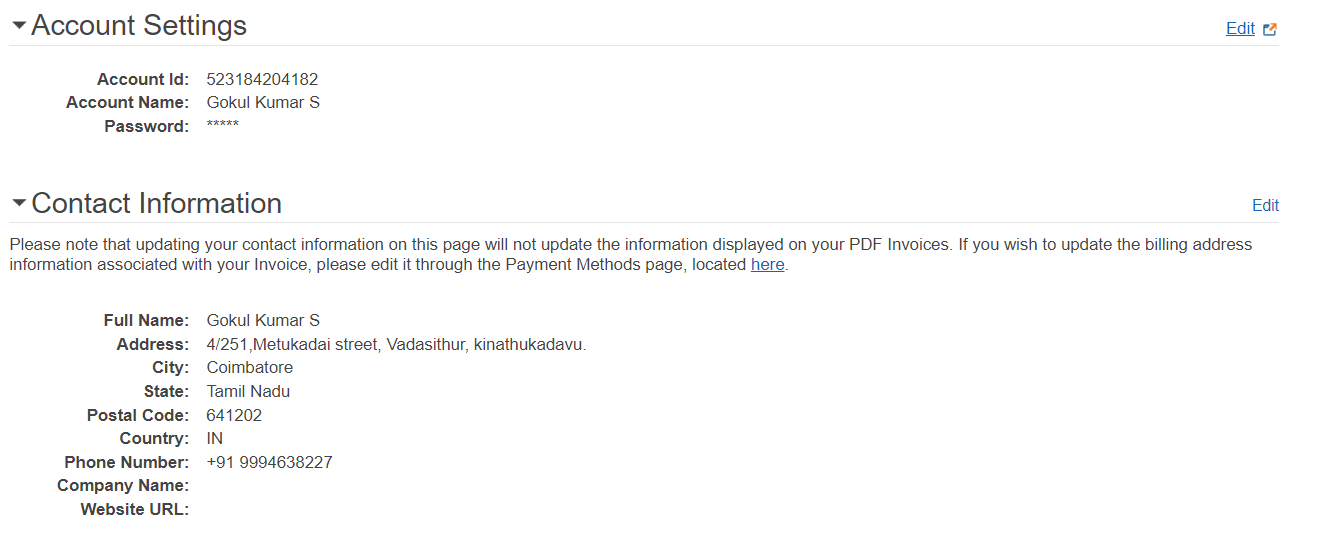 Account Settings
Edit
Account Id: 523184204182
Account Name: Gokul Kumar S
Password: *****
Contact Information
Edit
Please note that updating your contact information on this page will not update the information displayed on your PDF Invoices. If you wish to update the billing address
information associated with your Invoice, please edit it through the Payment Methods page, located here.
Full Name: Gokul Kumar S
Address: 4/251,Metukadai street, Vadasithur, kinathukadavu.
City: Coimbatore
State: Tamil Nadu
Postal Code: 641202
Country: IN
Phone Number: +91 9994638227
Company Name:
Website URL: